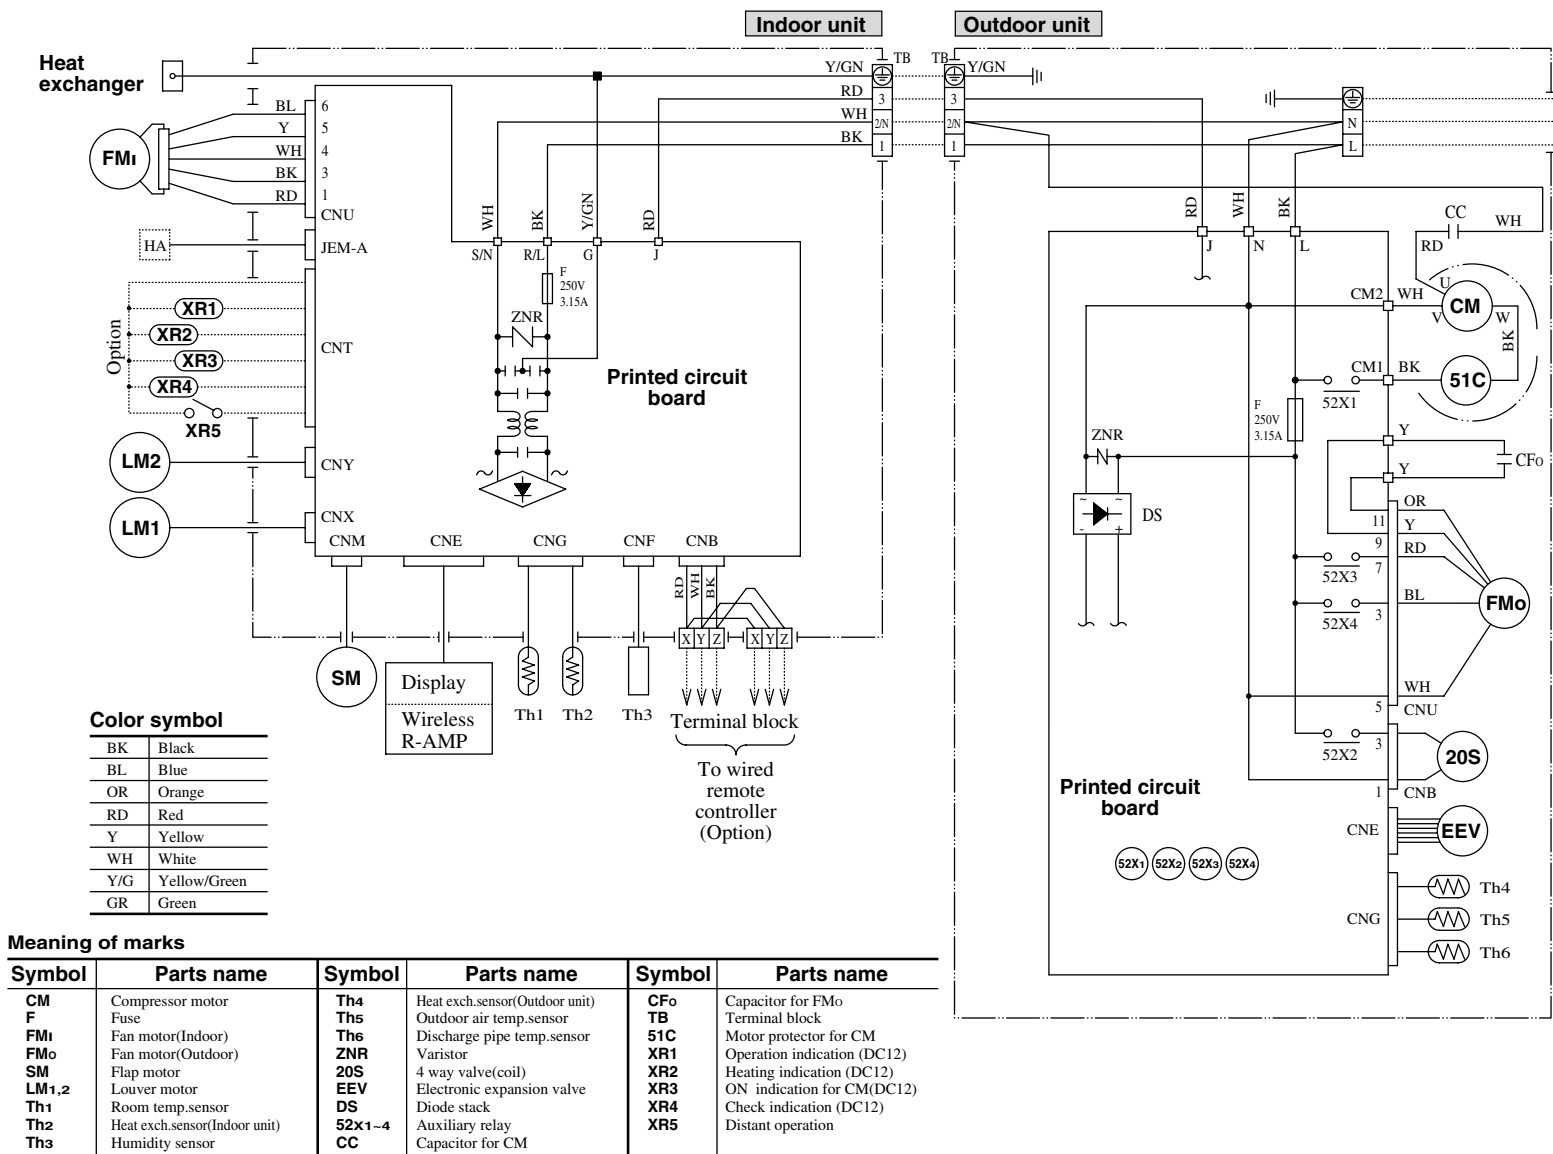 Indoor unit
Outdoor unit
Heat
exchanger
TB
TB
Y/GN
Y/GN
RD
3
3
WH
2/N
2/N
N
BK
1
1
L
BL
6
Y
5
WH
4
BK
3
RD
1
FMI
CNU
HA
JEM-A
WH
BK
Y/GN
RD
S/N
R/L
G
J
F
250V
3.15A
ZNR
Option
XR1
XR2
XR3
XR4
XR5
CNT
Printed circuit
board
LM2
CNY
LM1
CNX
CNM
CNE
CNG
CNF
CNB
RD
WH
BK
X Y Z
X Y Z
SM
Display
Wireless
R-AMP
Th1
Th2
Th3
Terminal block
To wired
remote
controller
(Option)
RD
WH
BK
J
N
L
CC
WH
RD
U
CM2
WH
V
CM
W
BK
CM1
BK
51C
52X1
F
250V
3.15A
ZNR
Y
CFO
Y
DS
OR
11
Y
9
RD
52X3
7
BL
52X4
3
FMO
WH
5
CNU
52X2
3
20S
1
CNB
Printed circuit
board
CNE
EEV
52X1
52X2
52X3
52X4
CNG
Th4
Th5
Th6
Color symbol
BK Black
BL Blue
OR Orange
RD Red
Y Yellow
WH White
Y/G Yellow/Green
GR Green
Meaning of marks
Symbol Parts name Symbol Parts name Symbol Parts name
CM Compressor motor Th4 Heat exch.sensor(Outdoor unit) CFO Capacitor for FMO
F Fuse Th5 Outdoor air temp.sensor TB Terminal block
FMI Fan motor(Indoor) Th6 Discharge pipe temp.sensor 51C Motor protector for CM
FMO Fan motor(Outdoor) ZNR Varistor XR1 Operation indication (DC12)
SM Flap motor 20S 4 way valve(coil) XR2 Heating indication (DC12)
LM1,2 Louver motor EEV Electronic expansion valve XR3 ON indication for CM(DC12)
Th1 Room temp.sensor DS Diode stack XR4 Check indication (DC12)
Th2 Heat exch.sensor(Indoor unit) 52X1~4 Auxiliary relay XR5 Distant operation
Th3 Humidity sensor CC Capacitor for CM